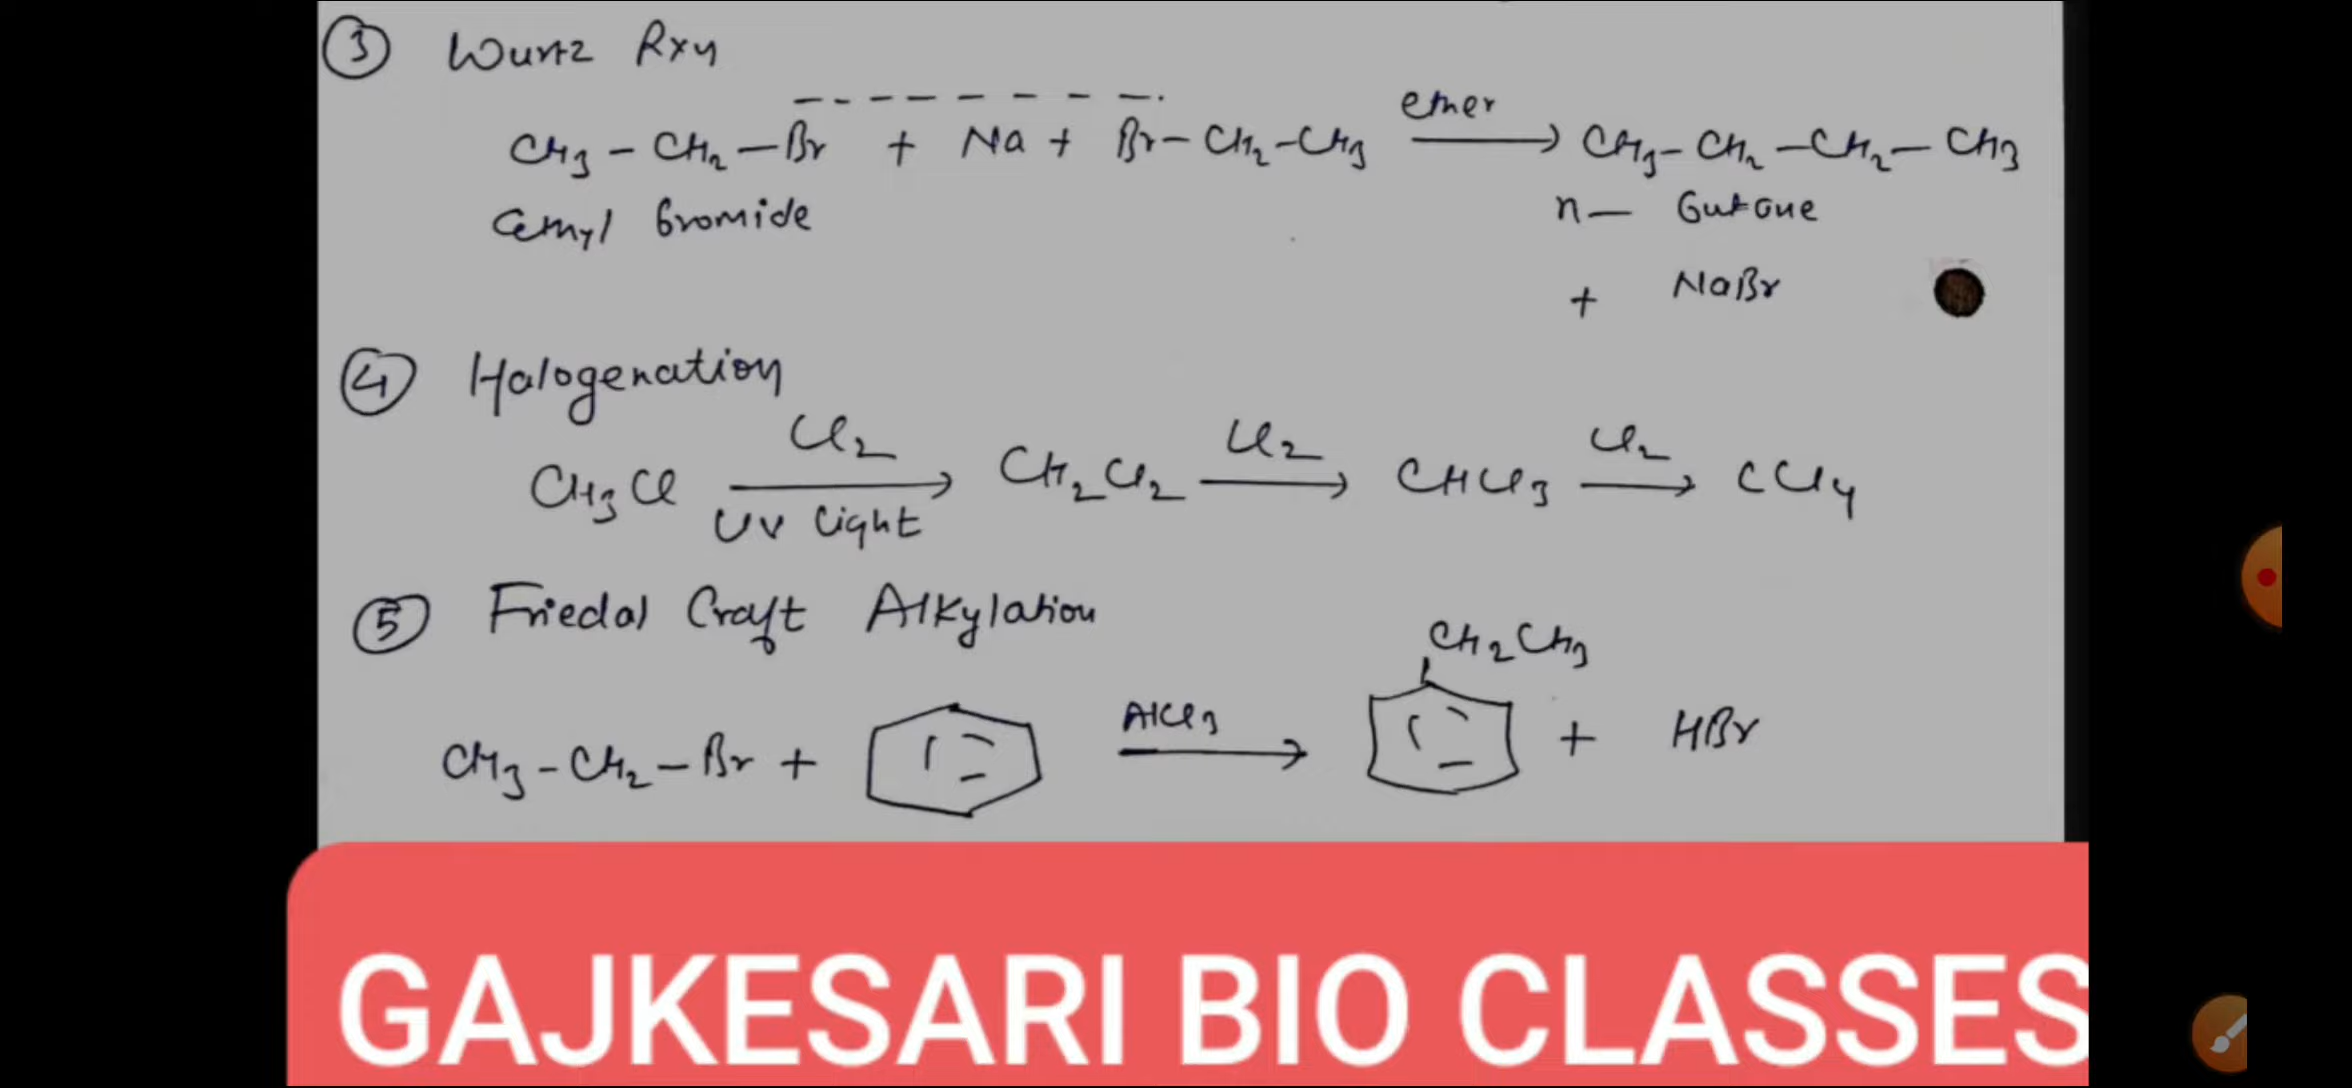 ③ Wurtz Rxn
CH₃ - CH₂ - Br + Na + Br - CH₂ - CH₃ ether → CH₃ - CH₂ - CH₂ - CH₃
Cethyl bromide n - butane
+ NaBr
④ Halogenation
CH₃Cl Cl₂ → UV light CH₂Cl₂ Cl₂ → CHCl₃ Cl₂ → CCl₄
⑤ Friedal Craft Alkylation
CH₂CH₃
CH₃ - CH₂ - Br + AlCl₃ → + HBr
GAJKESARI BIO CLASSES